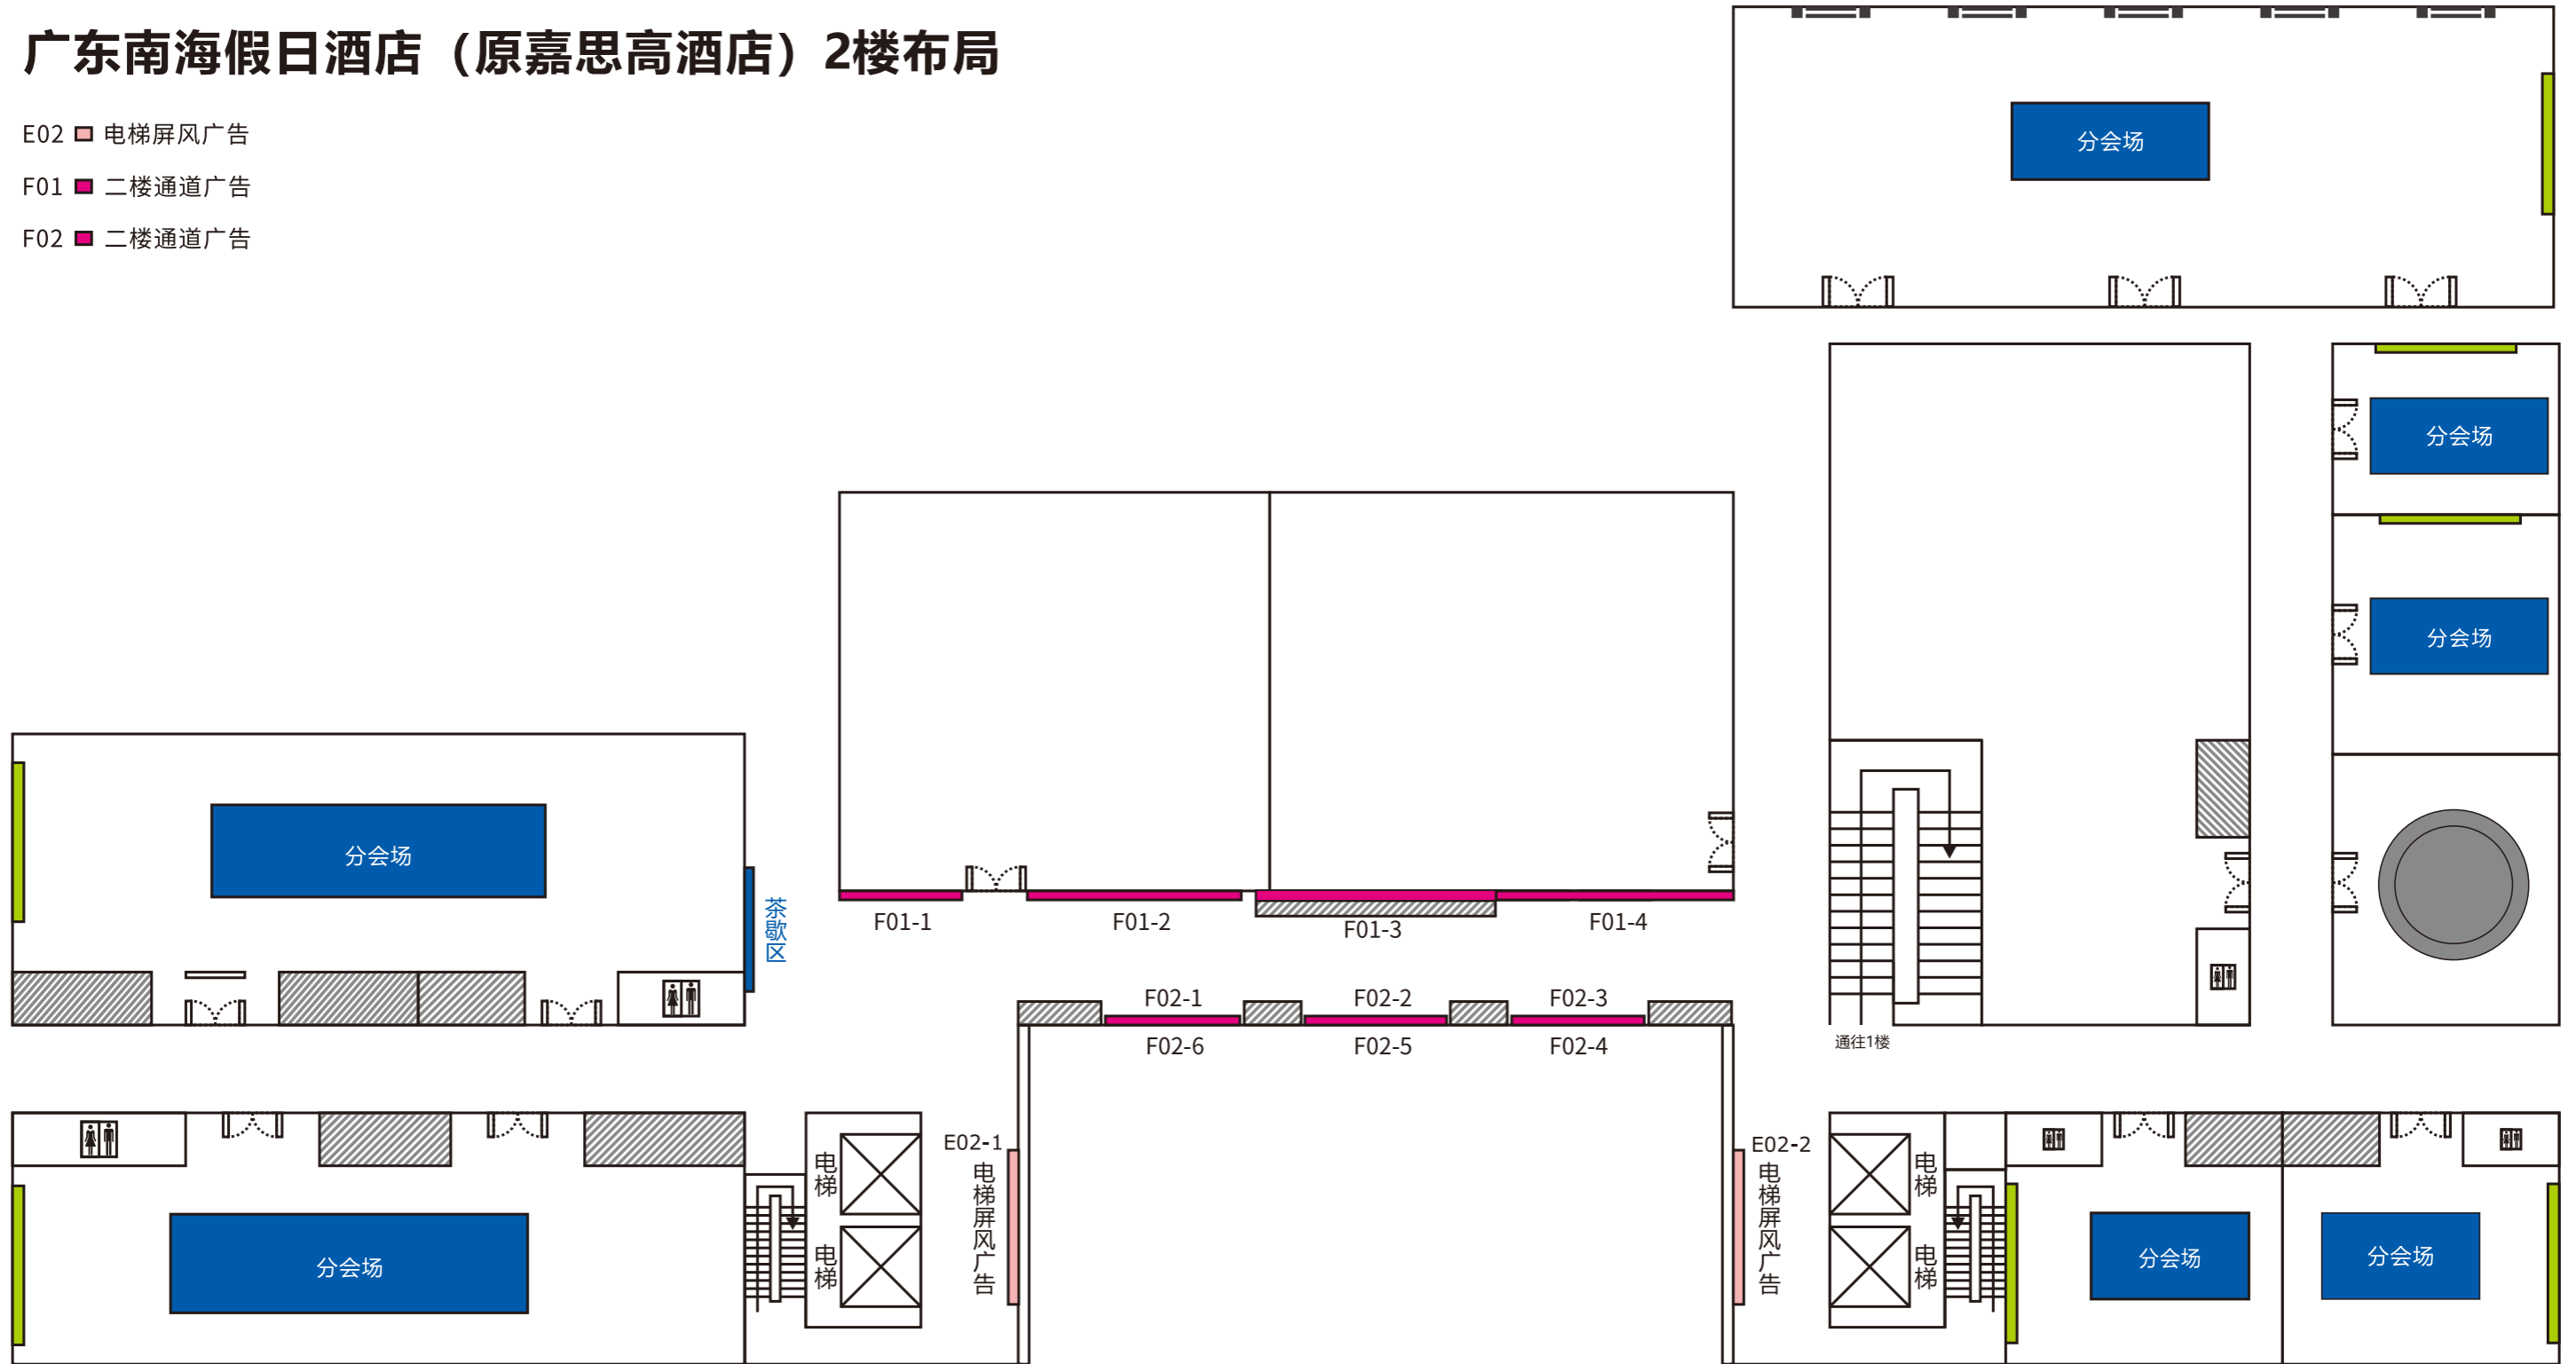 广东南海假日酒店（原嘉思高酒店）2楼布局
E02 电梯屏风广告
F01 二楼通道广告
F02 二楼通道广告
分会场
分会场
分会场
分会场
茶歇区
F01-1
F01-2
F01-3
F01-4
F02-1
F02-2
F02-3
F02-6
F02-5
F02-4
通往1楼
分会场
电梯
电梯
E02-1
电梯屏风广告
E02-2
电梯屏风广告
电梯
电梯
分会场
分会场